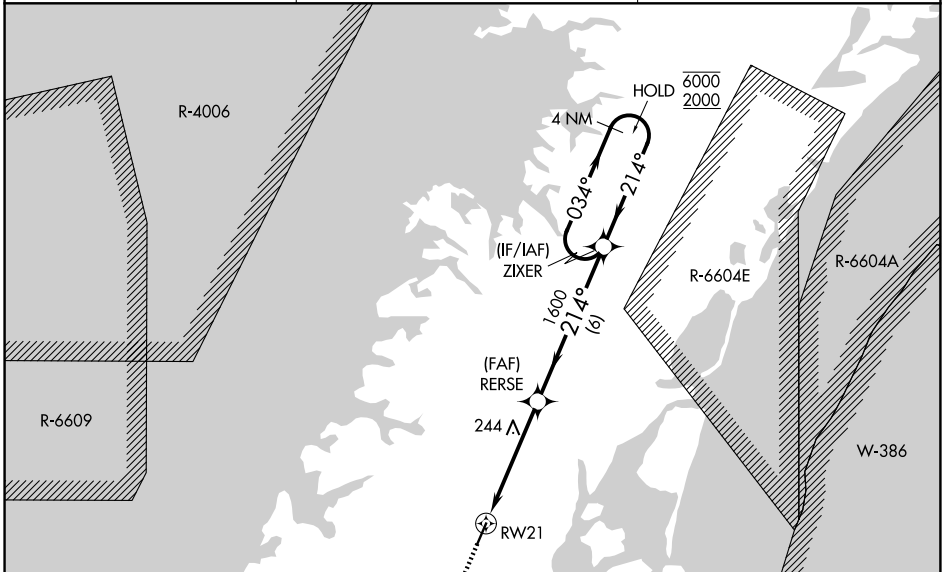 R-4006
HOLD
6000
2000
4 NM
034°
214°
(IF/IAF)
ZIXER
R-6604E
R-6604A
1600
214°
(6)
(FAF)
RERSE
244
R-6609
W-386
RW21